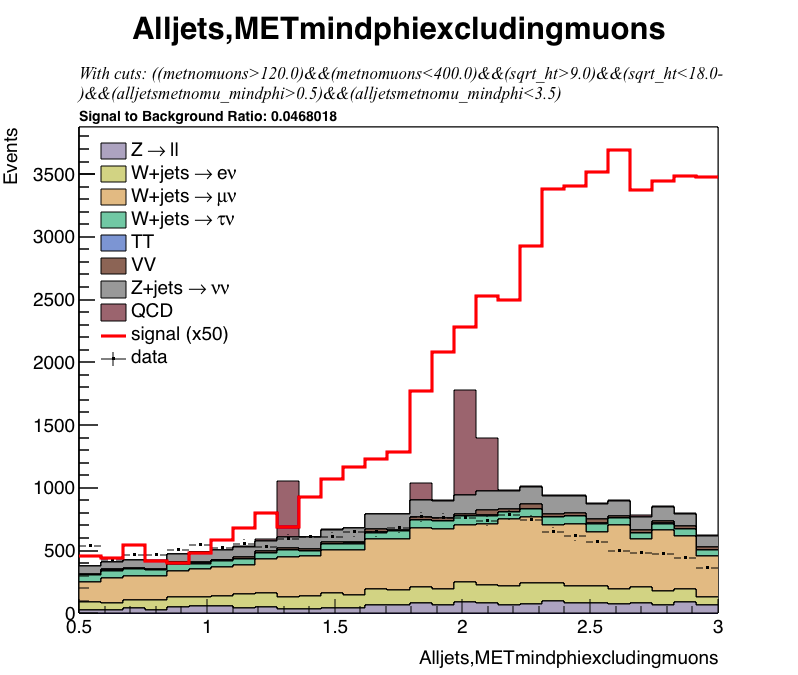 Alljets,METmindphiexcludingmuons
With cuts: ((metnomuons>120.0)&&(metnomuons<400.0)&&(sqrt_ht>9.0)&&(sqrt_ht<18.0-
)&&(alljetsmetnomu_mindphi>0.5)&&(alljetsmetnomu_mindphi<3.5)
Signal to Background Ratio: 0.0468018
Events
Z → ll
W+jets → eν
W+jets → μν
W+jets → τν
TT
VV
Z+jets → νν
QCD
signal (x50)
data
3500
3000
2500
2000
1500
1000
500
0
0.5
1
1.5
2
2.5
3
Alljets,METmindphiexcludingmuons